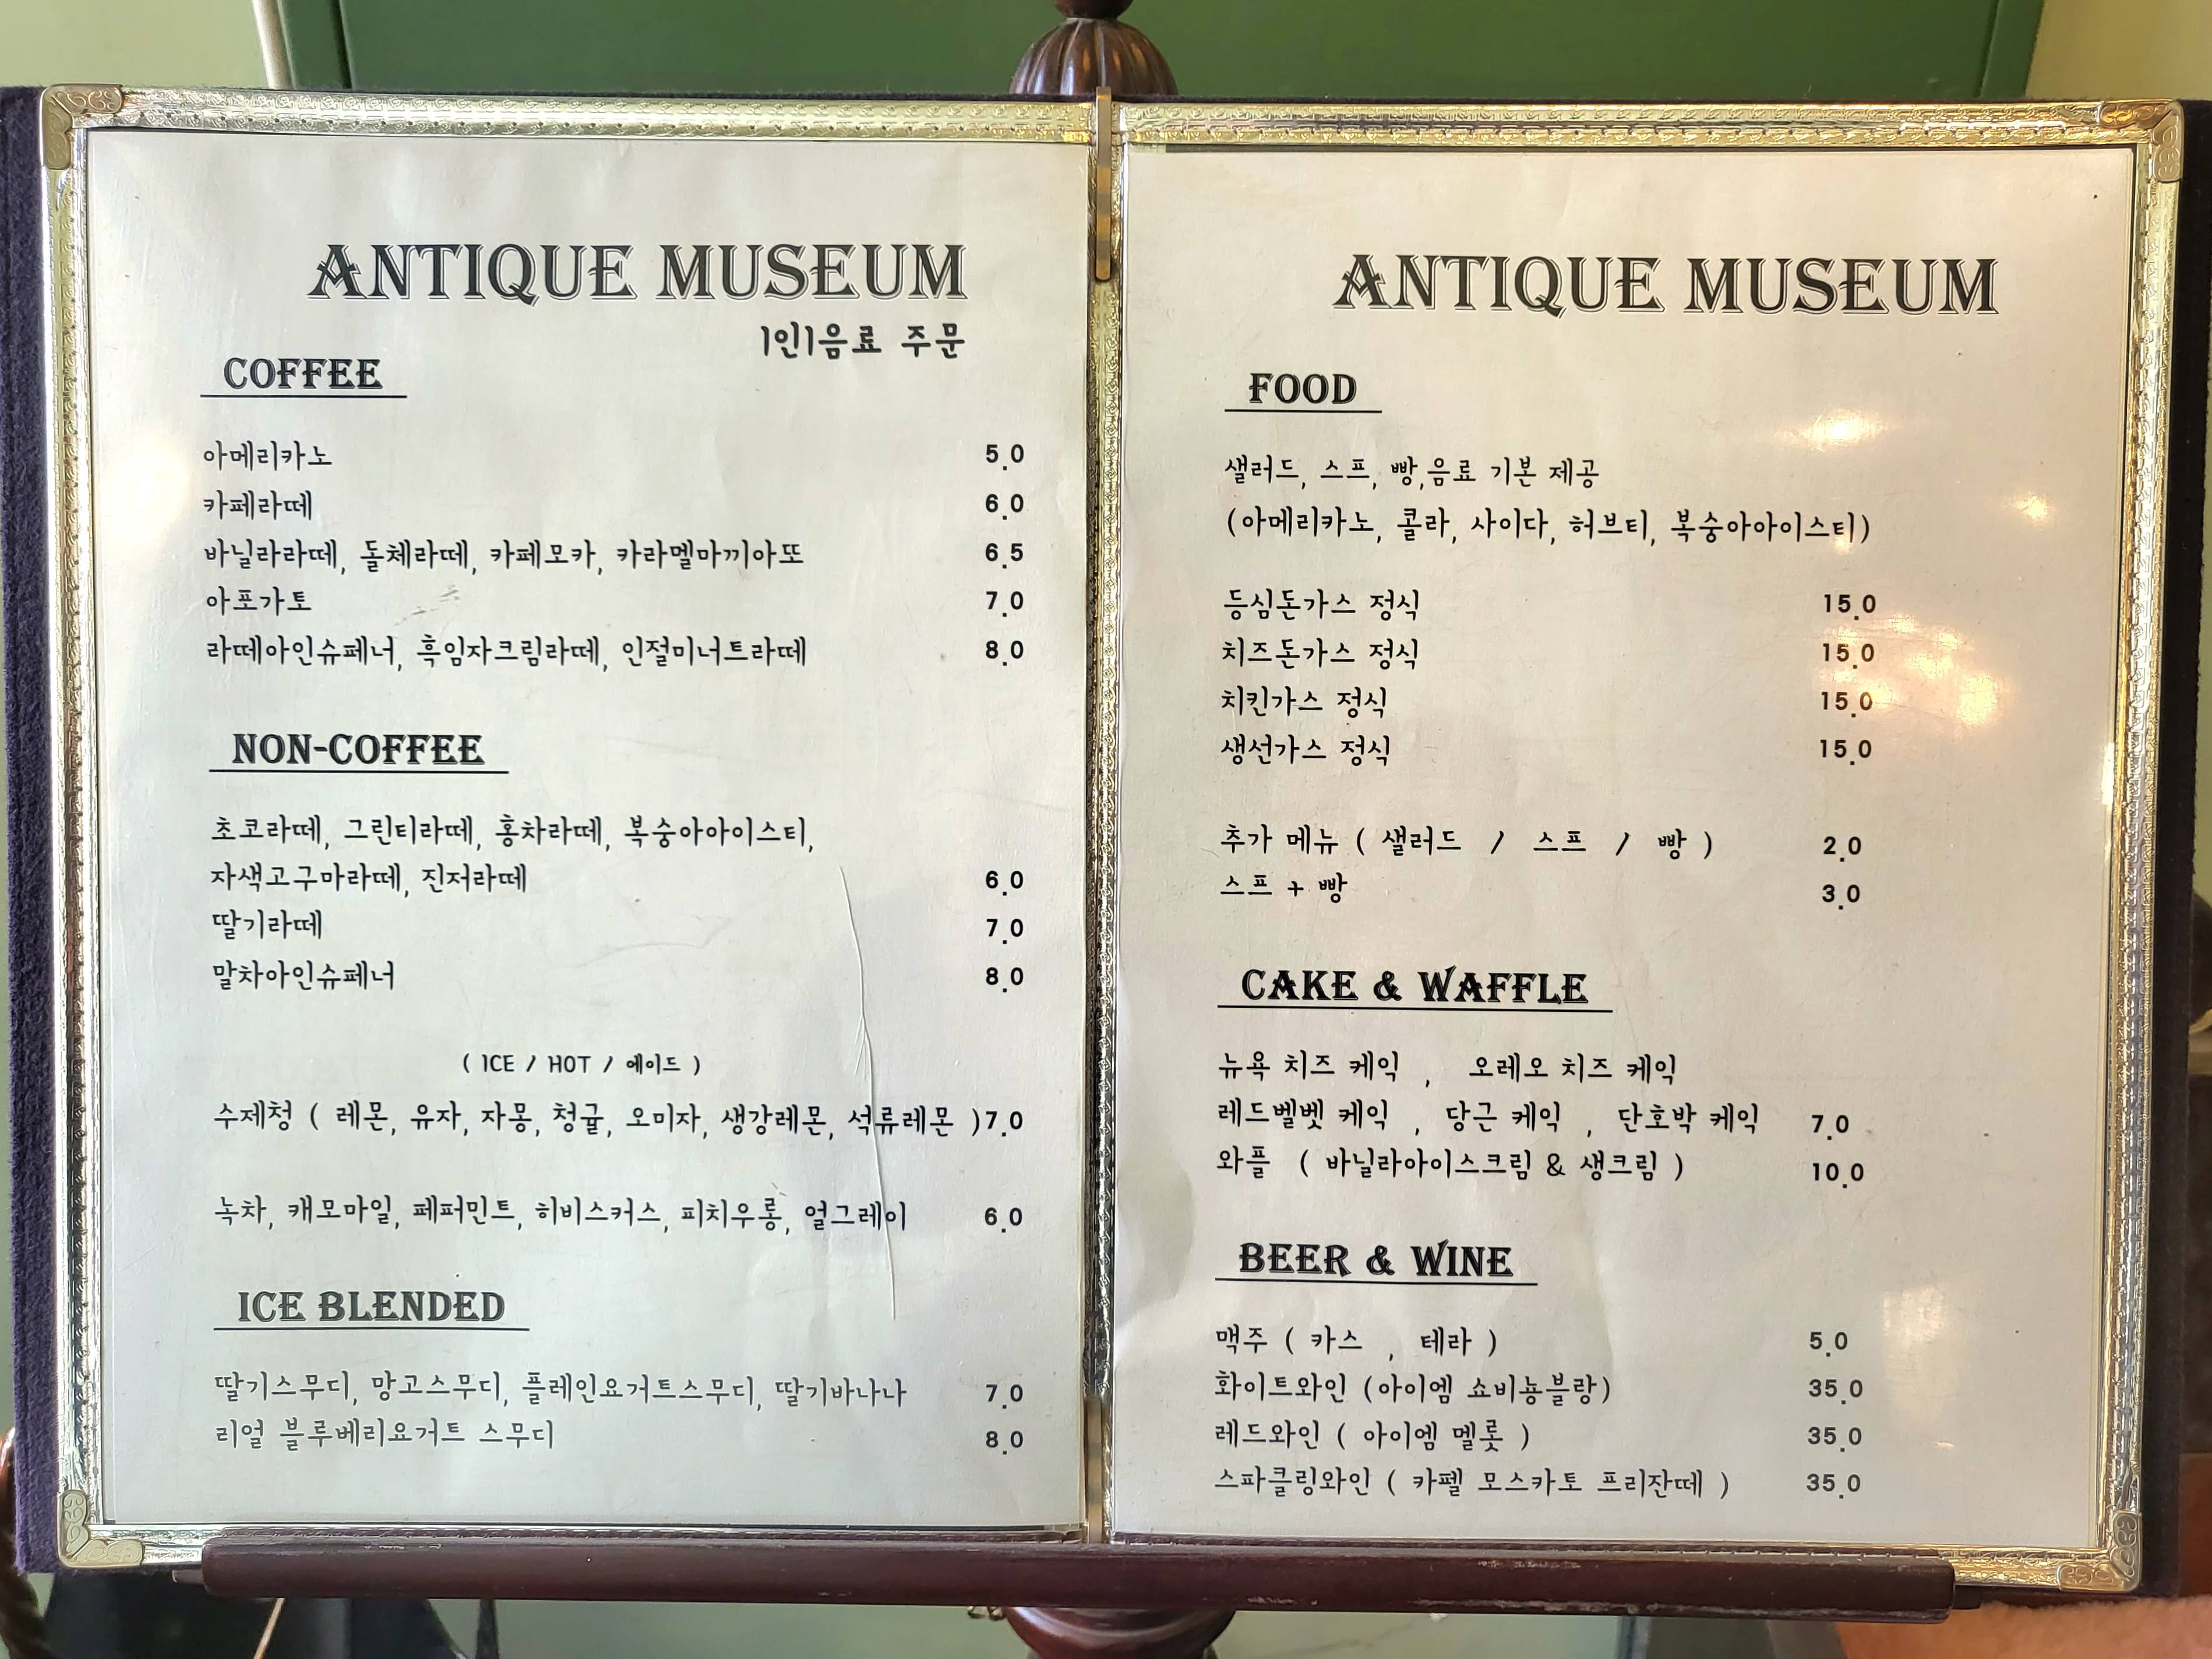 ANTIQUE MUSEUM
1인1음료 주문
COFFEE
아메리카노 5.0
카페라떼 6.0
바닐라라떼, 돌체라떼, 카페모카, 카라멜마끼아또 6.5
아포가토 7.0
라떼아인슈페너, 흑임자크림라떼, 인절미너트라떼 8.0
NON-COFFEE
초코라떼, 그린티라떼, 홍차라떼, 복숭아아이스티,
자색고구마라떼, 진저라떼 6.0
딸기라떼 7.0
말차아인슈페너 8.0
( ICE / HOT / 에이드 )
수제청 ( 레몬, 유자, 자몽, 청귤, 오미자, 생강레몬, 석류레몬 ) 7.0
녹차, 캐모마일, 페퍼민트, 히비스커스, 피치우롱, 얼그레이 6.0
ICE BLENDED
딸기스무디, 망고스무디, 플레인요거트스무디, 딸기바나나 7.0
리얼 블루베리요거트 스무디 8.0
ANTIQUE MUSEUM
FOOD
샐러드, 스프, 빵,음료 기본 제공
(아메리카노, 콜라, 사이다, 허브티, 복숭아아이스티)
등심돈가스 정식 15.0
치즈돈가스 정식 15.0
치킨가스 정식 15.0
생선가스 정식 15.0
추가 메뉴 ( 샐러드 / 스프 / 빵 ) 2.0
스프 + 빵 3.0
CAKE & WAFFLE
뉴욕 치즈 케익 , 오레오 치즈 케익
레드벨벳 케익 , 당근 케익 , 단호박 케익 7.0
와플 ( 바닐라아이스크림 & 생크림 ) 10.0
BEER & WINE
맥주 ( 카스 , 테라 ) 5.0
화이트와인 (아이엠 쇼비뇽블랑) 35.0
레드와인 ( 아이엠 멜롯 ) 35.0
스파클링와인 ( 카펠 모스카토 프리잔떼 ) 35.0